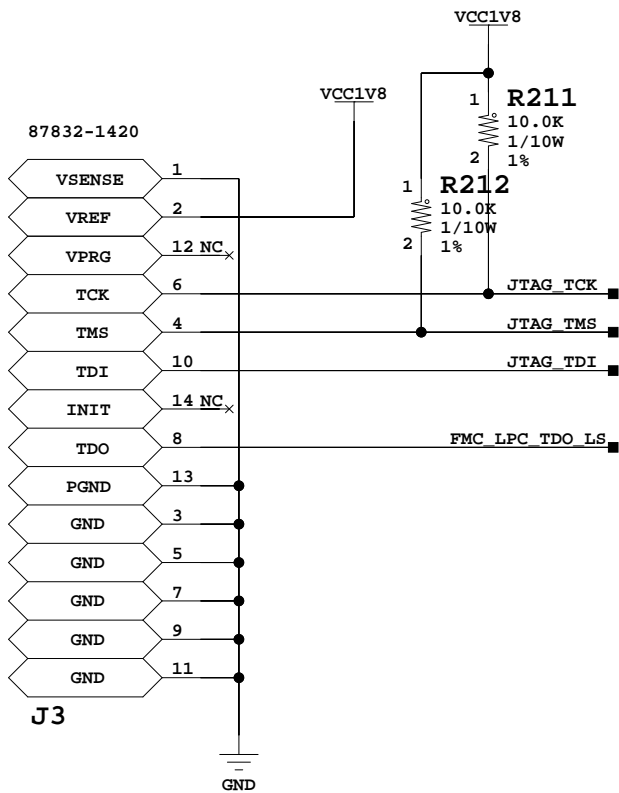 VCC1V8
VCC1V8
1 R211
10.0K
1/10W
2 1%
87832-1420
1 R212
10.0K
1/10W
2 1%
VSENSE 1
VREF 2
VPRG 12 NC
TCK 6 JTAG_TCK
TMS 4 JTAG_TMS
TDI 10 JTAG_TDI
INIT 14 NC
TDO 8 FMC_LPC_TDO_LS
PGND 13
GND 3
GND 5
GND 7
GND 9
GND 11
J3
GND